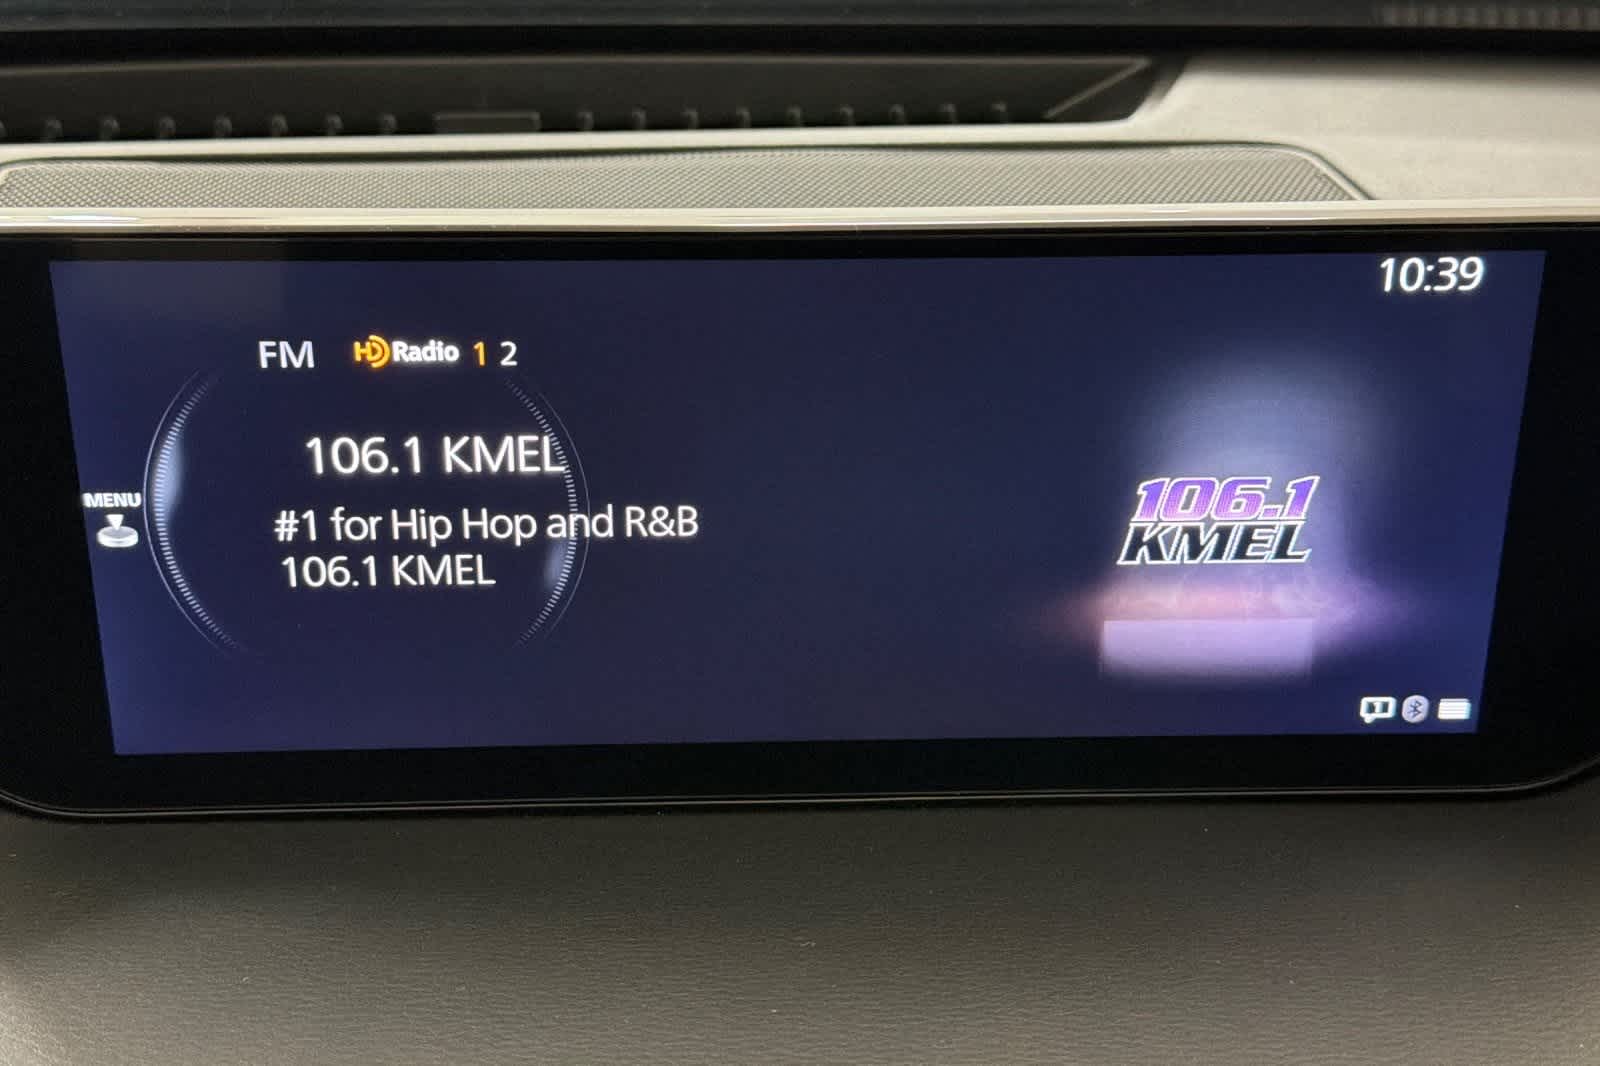 10:39
FM HD Radio 1 2
106.1 KMEL
MENU
#1 for Hip Hop and R&B
106.1 KMEL
106.1
KMEL